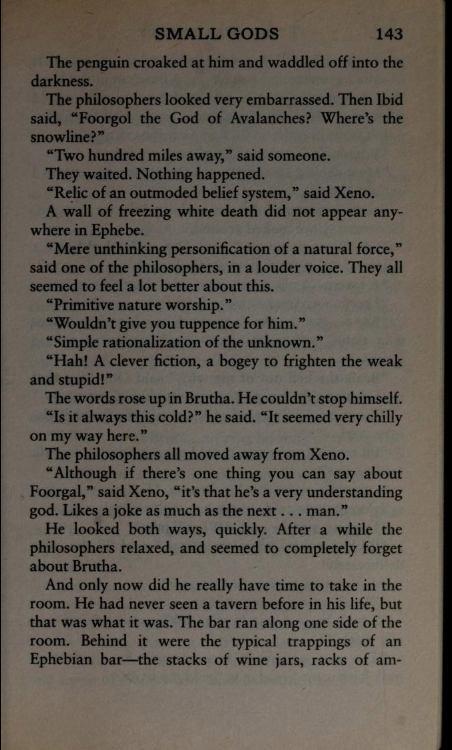 SMALL GODS 143
The penguin croaked at him and waddled off into the
darkness.
The philosophers looked very embarrassed. Then Ibid
said, “Foorgol the God of Avalanches? Where’s the
snowline?”
“Two hundred miles away,” said someone.
They waited. Nothing happened.
“Relic of an outmoded belief system,” said Xeno.
A wall of freezing white death did not appear any-
where in Ephebe.
“Mere unthinking personification of a natural force,”
said one of the philosophers, in a louder voice. They all
seemed to feel a lot better about this.
“Primitive nature worship.”
“Wouldn’t give you tuppence for him.”
“Simple rationalization of the unknown.”
“Hah! A clever fiction, a bogey to frighten the weak
and stupid!”
The words rose up in Brutha. He couldn’t stop himself.
“Is it always this cold?” he said. “It seemed very chilly
on my way here.”
The philosophers all moved away from Xeno.
“Although if there’s one thing you can say about
Foorgal,” said Xeno, “it’s that he’s a very understanding
god. Likes a joke as much as the next . . . man.”
He looked both ways, quickly. After a while the
philosophers relaxed, and seemed to completely forget
about Brutha.
And only now did he really have time to take in the
room. He had never seen a tavern before in his life, but
that was what it was. The bar ran along one side of the
room. Behind it were the typical trappings of an
Ephebian bar—the stacks of wine jars, racks of am-